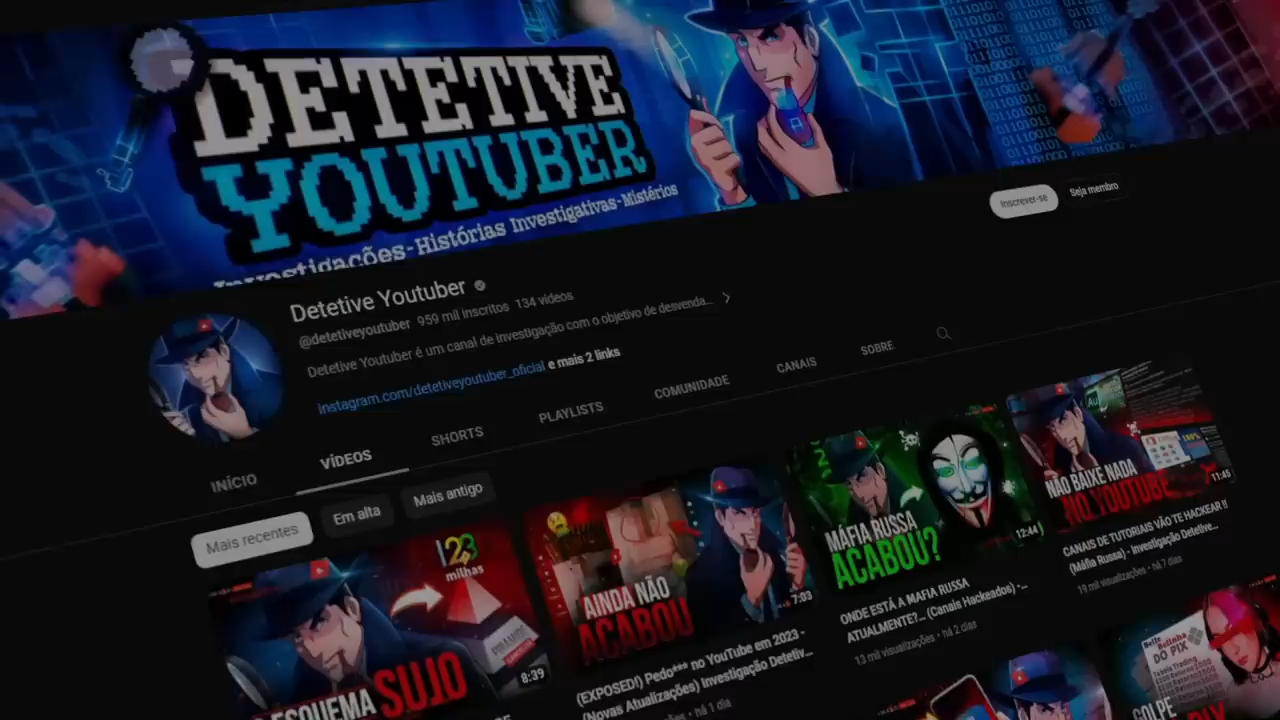 DETETIVE
YOUTUBER
Investigações - Histórias Investigativas - Mistérios
Inscrever-se
Seja membro
Detetive Youtuber
@detetiveyoutuber 959 mil inscritos 134 vídeos
Detetive Youtuber é um canal de investigação com o objetivo de desvenda...
instagram.com/detetiveyoutuber_oficial e mais 2 links
INÍCIO
VÍDEOS
SHORTS
PLAYLISTS
COMUNIDADE
CANAIS
SOBRE
Mais recentes
Em alta
Mais antigo
123
milhas
PIRÂMIDE
ESQUEMA SUJO
8:39
AINDA NÃO
ACABOU
7:03
(EXPOSED!) Pedo*** no YouTube em 2023 -
(Novas Atualizações) Investigação Detetiv...
há 1 dia
MÁFIA RUSSA
ACABOU?
12:44
ONDE ESTÁ A MAFIA RUSSA
ATUALMENTE?... (Canais Hackeados) -...
13 mil visualizações • há 2 dias
Au
NÃO BAIXE NADA
NO YOUTUBE
11:45
CANAIS DE TUTORIAIS VÃO TE HACKEAR !!
(Máfia Russa) - Investigação Detetive...
19 mil visualizações • há 7 dias
DO PIX
GOLPE